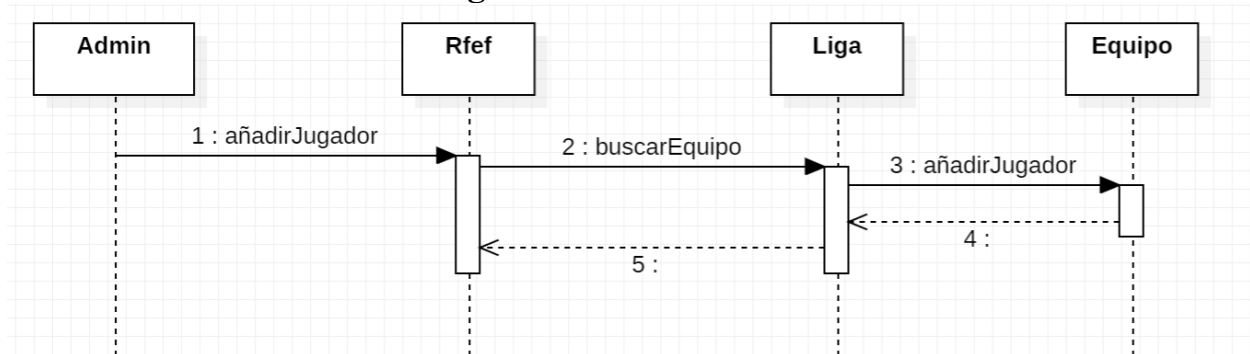 Admin
Rfef
Liga
Equipo
1 : añadirJugador
2 : buscarEquipo
3 : añadirJugador
4 :
5 :